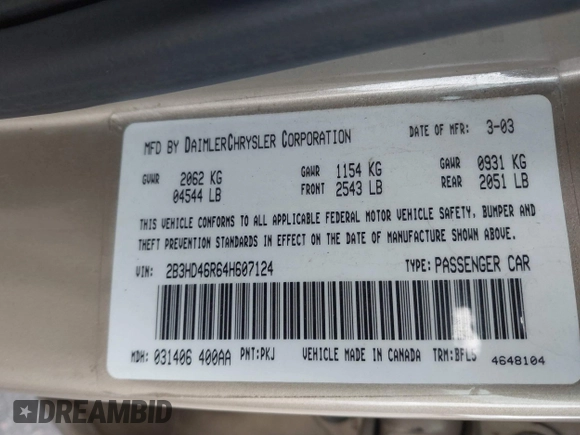 MFD BY DAIMLERCHRYSLER CORPORATION DATE OF MFR: 3-03
GVWR 2062 KG GAWR 1154 KG GAWR 0931 KG
04544 LB FRONT 2543 LB REAR 2051 LB
THIS VEHICLE CONFORMS TO ALL APPLICABLE FEDERAL MOTOR VEHICLE SAFETY, BUMPER AND
THEFT PREVENTION STANDARDS IN EFFECT ON THE DATE OF MANUFACTURE SHOWN ABOVE.
VIN: 2B3HD46R64H607124 TYPE: PASSENGER CAR
MDH: 031406 400AA PNT:PKJ VEHICLE MADE IN CANADA TRM:BFL5
4648104
DREAMBID